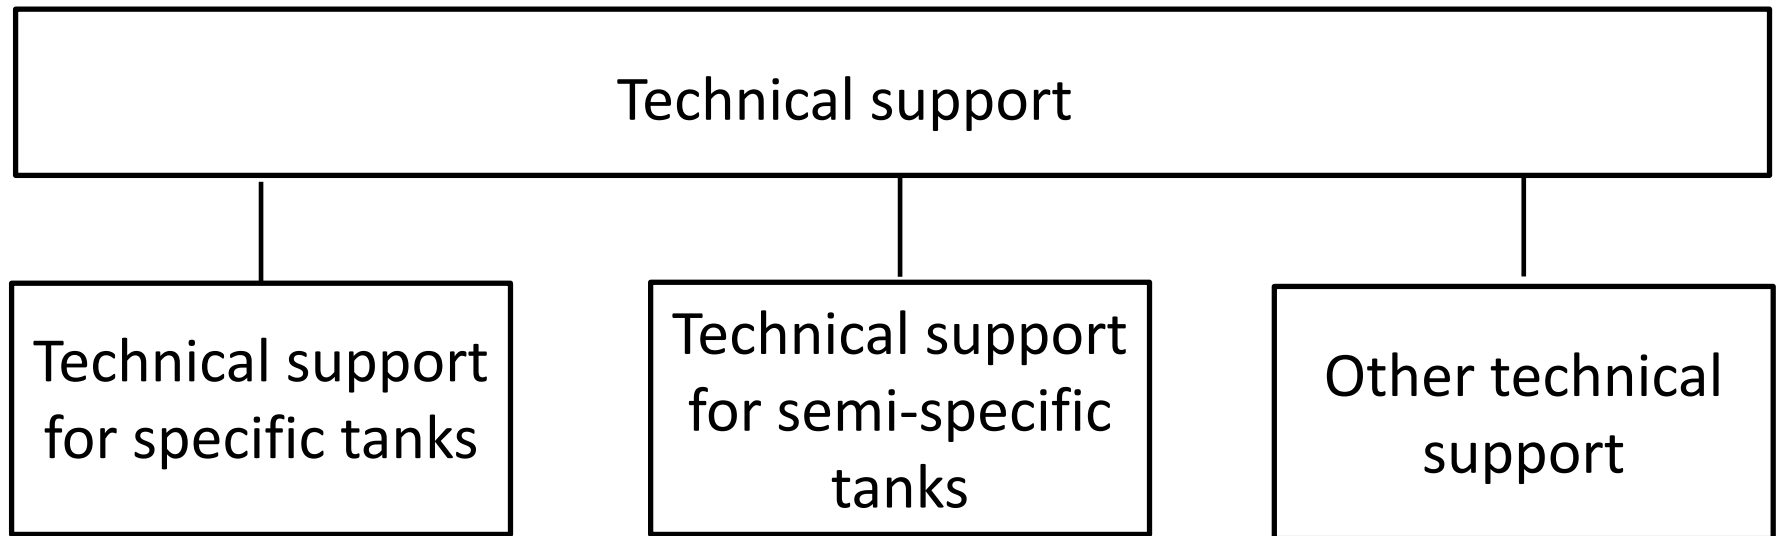 Technical support
Technical support
for specific tanks
Technical support
for semi-specific
tanks
Other technical
support